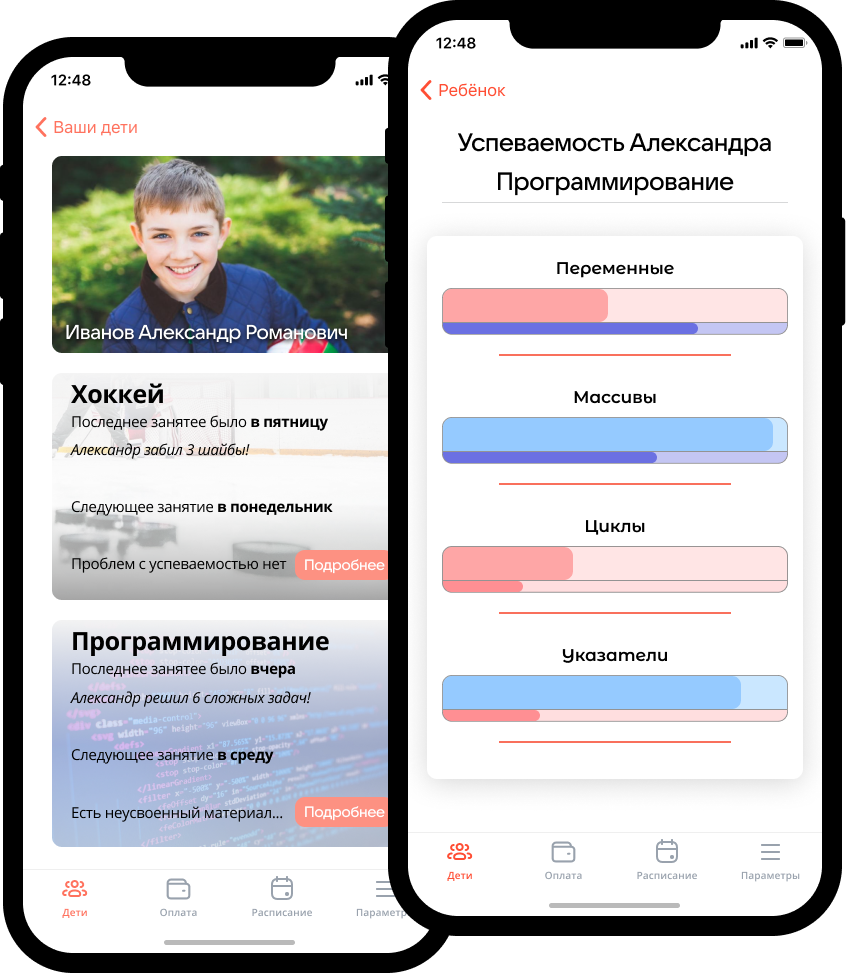 12:48
Ваши дети
Иванов Александр Романович
Хоккей
Последнее занятее было в пятницу
Александр забил 3 шайбы!
Следующее занятие в понедельник
Проблем с успеваемостью нет
Подробнее
Программирование
Последнее занятее было вчера
Александр решил 6 сложных задач!
Следующее занятие в среду
Есть неусвоенный материал...
Подробнее
Дети
Оплата
Расписание
12:48
Ребёнок
Успеваемость Александра
Программирование
Переменные
Массивы
Циклы
Указатели
Дети
Оплата
Расписание
Параметры